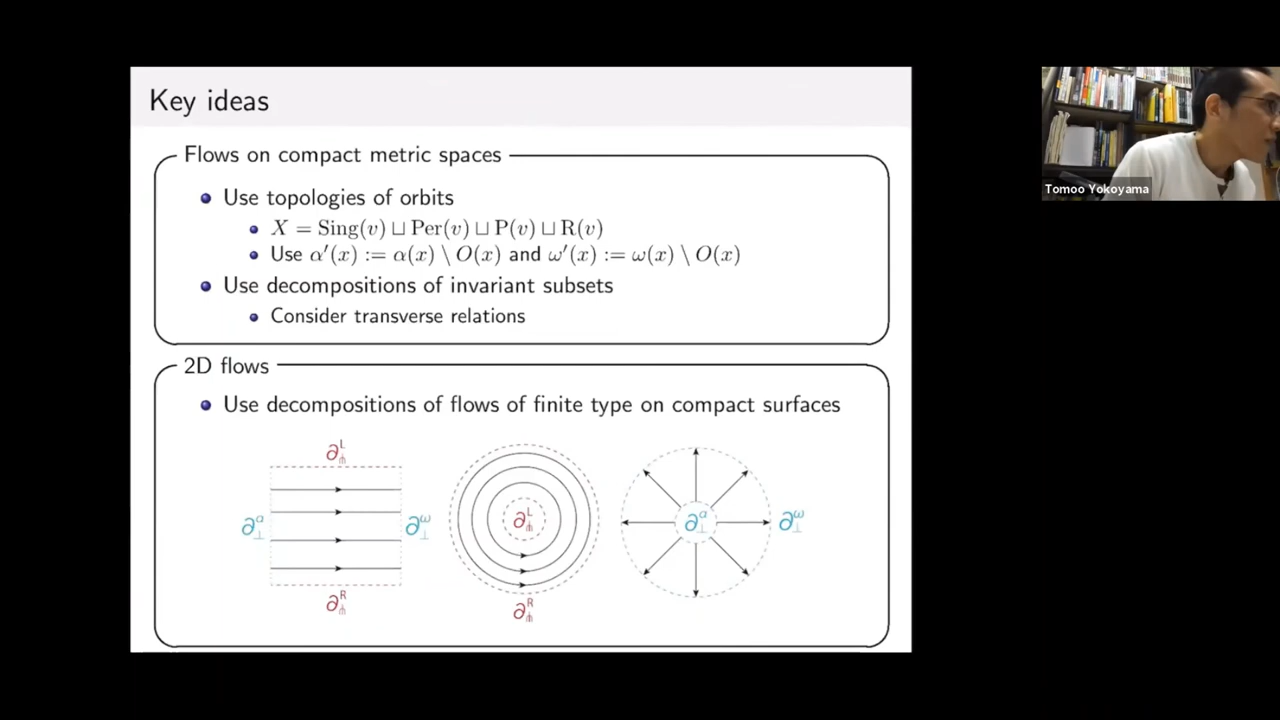 Key ideas
Flows on compact metric spaces
Use topologies of orbits
X = Sing(v) ⊔ Per(v) ⊔ P(v) ⊔ R(v)
Use α′(x) := α(x) \ O(x) and ω′(x) := ω(x) \ O(x)
Use decompositions of invariant subsets
Consider transverse relations
2D flows
Use decompositions of flows of finite type on compact surfaces
∂⋔^L
∂⊥^α ∂⊥^ω ∂⋔^L ∂⊥^α ∂⊥^ω
∂⋔^R ∂⋔^R
Tomoo Yokoyama